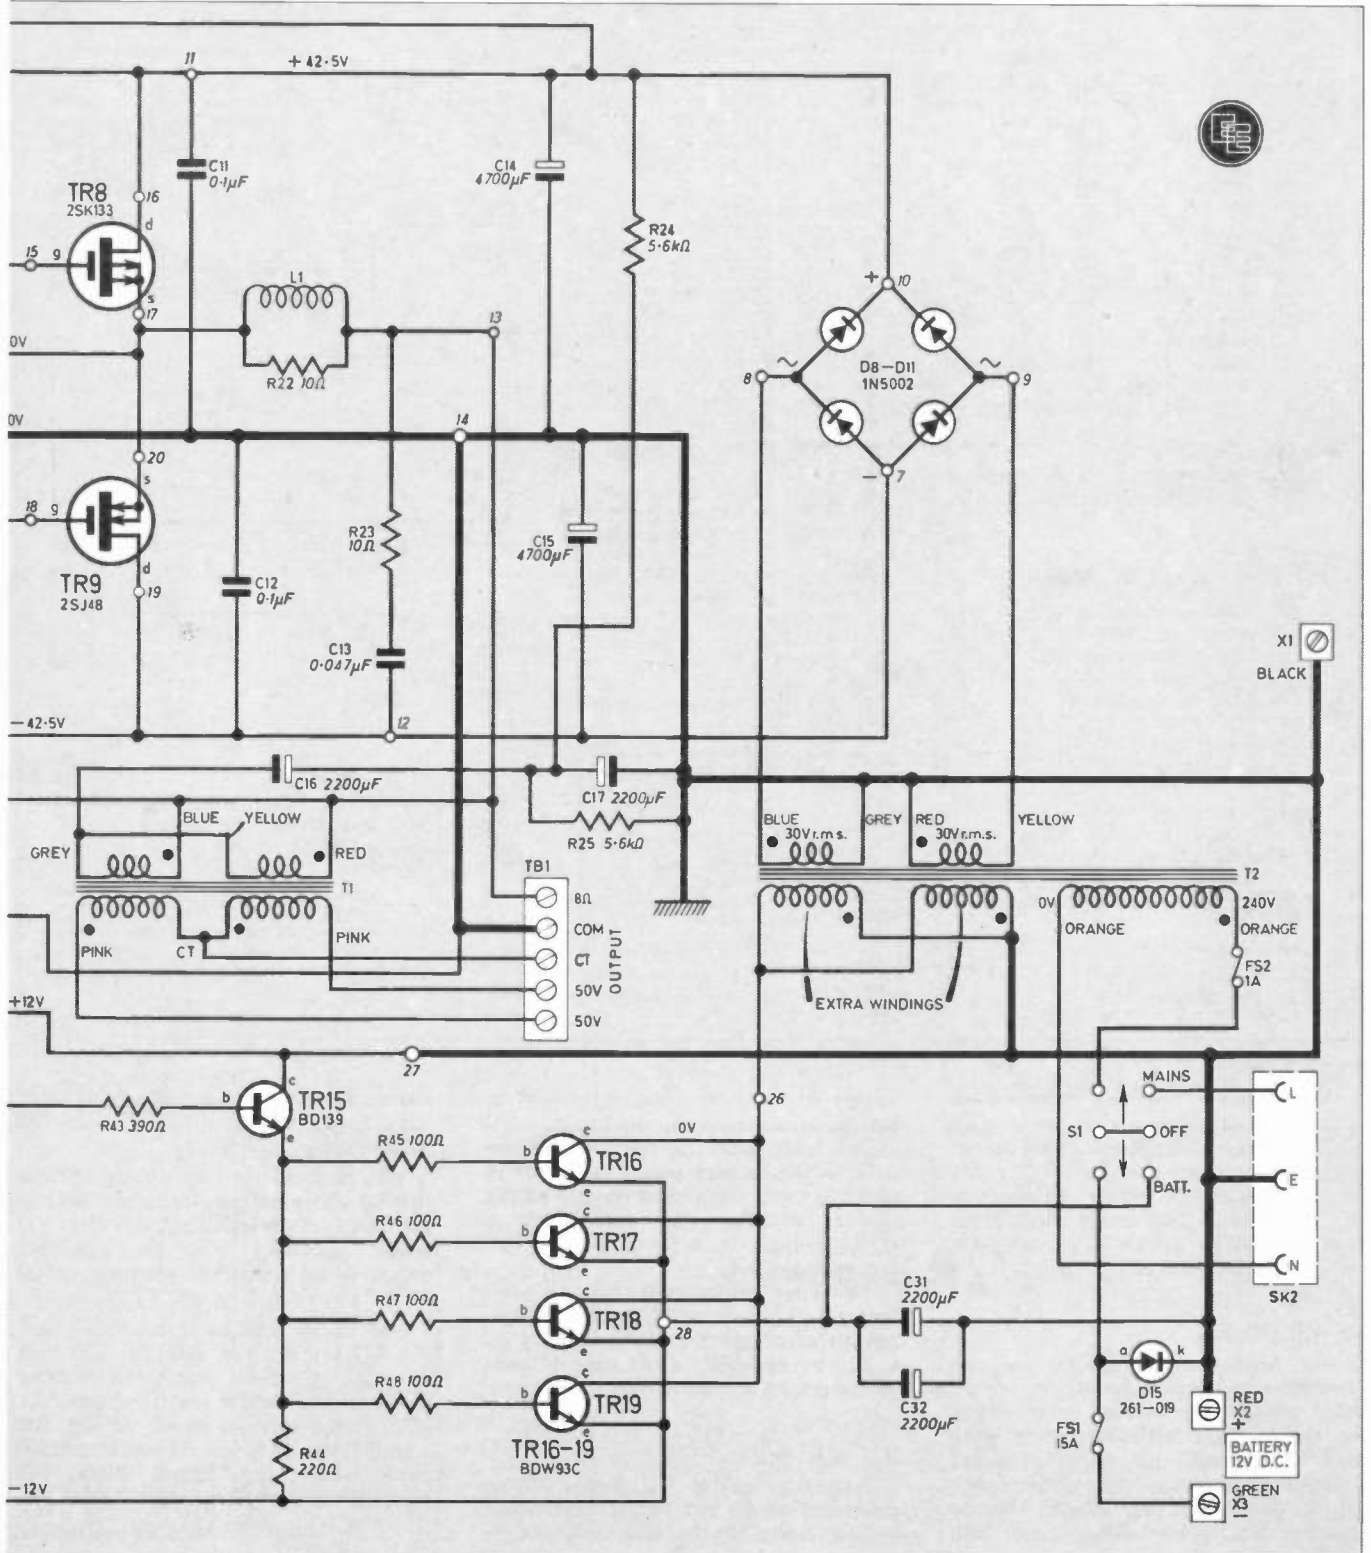 11
+ 42·5V
C11
0·1µF
C14
4700µF
TR8
2SK133
16
d
R24
5·6kΩ
15
g
L1
+
10
s
17
13
0V
R22 10Ω
8
D8–D11
1N5002
9
0V
14
20
s
–
7
18
g
R23
10Ω
C15
4700µF
TR9
2SJ48
d
19
C12
0·1µF
C13
0·047µF
X1
BLACK
–42·5V
12
C16 2200µF
C17 2200µF
BLUE
YELLOW
BLUE
30V r.m.s.
GREY
RED
30V r.m.s.
YELLOW
GREY
RED
R25 5·6kΩ
T1
TB1
T2
8Ω
0V
240V
PINK
CT
PINK
COM
ORANGE
ORANGE
CT
OUTPUT
FS2
1A
50V
+12V
EXTRA WINDINGS
50V
27
c
MAINS
b
TR15
BD139
26
L
R43 390Ω
e
R45 100Ω
c
0V
S1
OFF
b
TR16
e
BATT.
E
R46 100Ω
c
b
TR17
e
N
R47 100Ω
c
C31
2200µF
SK2
b
TR18
28
e
a
k
R48 100Ω
c
D15
261–019
b
TR19
C32
2200µF
RED
X2
+
e
TR16–19
BDW93C
FS1
15A
R44
220Ω
BATTERY
12V D.C.
–12V
GREEN
X3
–